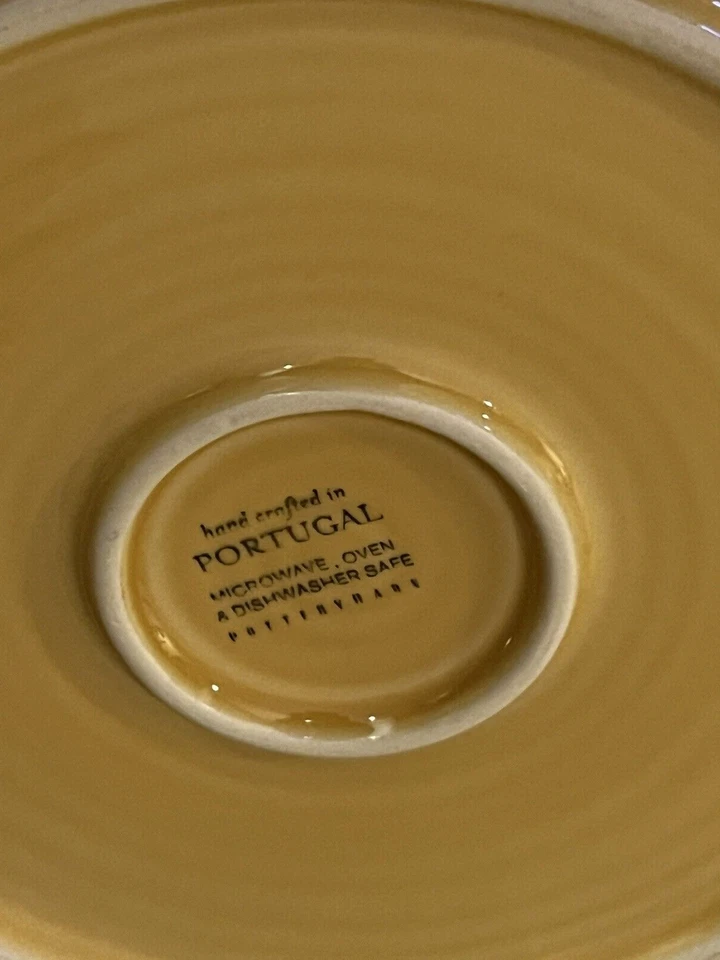 hand crafted in
PORTUGAL
MICROWAVE . OVEN
& DISHWASHER SAFE
POTTERYBARN